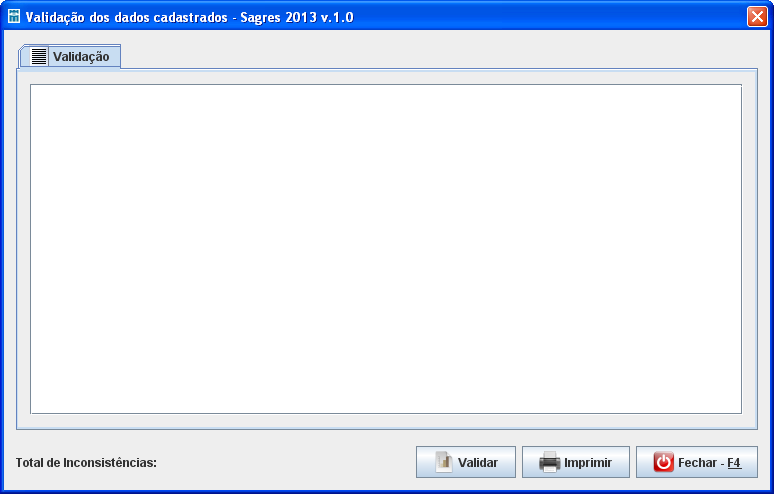 Validação dos dados cadastrados - Sagres 2013 v.1.0
Validação
Total de Inconsistências:
Validar
Imprimir
Fechar - F4